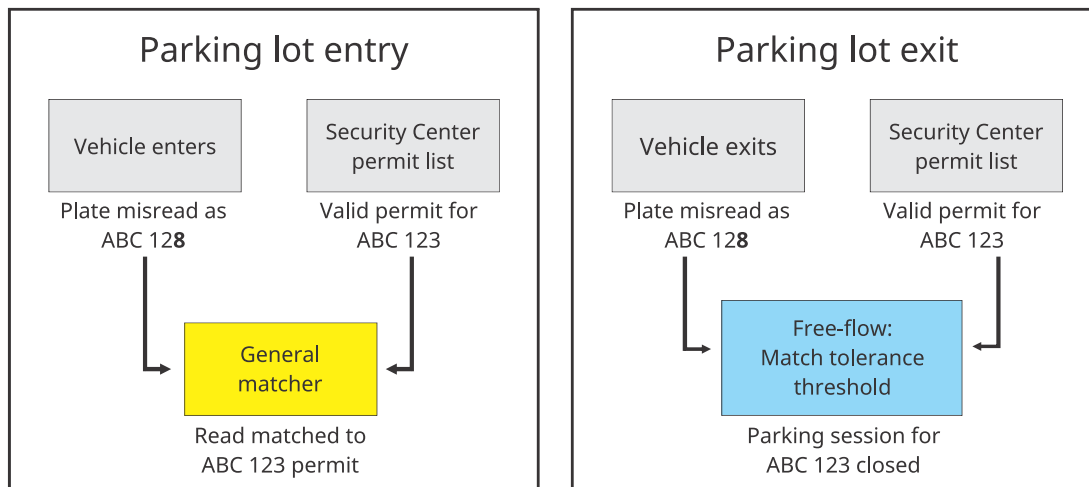 Parking lot entry
Vehicle enters
Security Center
permit list
Plate misread as
ABC 128
Valid permit for
ABC 123
General
matcher
Read matched to
ABC 123 permit
Parking lot exit
Vehicle exits
Security Center
permit list
Plate misread as
ABC 128
Valid permit for
ABC 123
Free-flow:
Match tolerance
threshold
Parking session for
ABC 123 closed